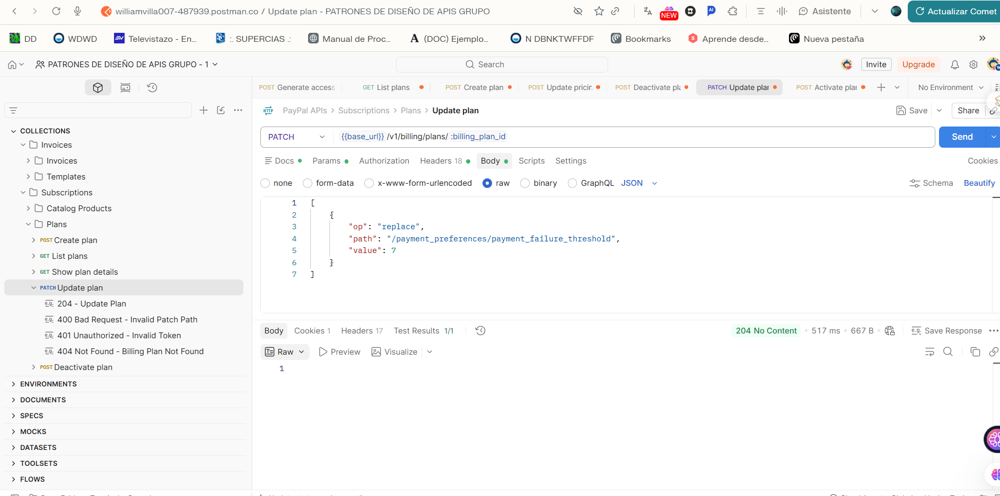 williamvilla007-487939.postman.co / Update plan - PATRONES DE DISEÑO DE APIS GRUPO
NEW
AI
Asistente
Actualizar Comet
DD
WDWD
Televistazo - En...
:. SUPERCIAS .:
Manual de Proc...
(DOC) Ejemplo...
N DBNKTWFFDF
Bookmarks
Aprende desde...
Nueva pestaña
PATRONES DE DISEÑO DE APIS GRUPO - 1
Search
Invite
Upgrade
POST Generate access
GET List plans
POST Create plan
POST Update pricin
POST Deactivate pla
PATCH Update plan
POST Activate plan
No Environment
HTTP PayPal APIs > Subscriptions > Plans > Update plan
Save
Share
COLLECTIONS
Invoices
Invoices
Templates
Subscriptions
Catalog Products
Plans
POST Create plan
GET List plans
GET Show plan details
PATCH Update plan
e.g. 204 - Update Plan
e.g. 400 Bad Request - Invalid Patch Path
e.g. 401 Unauthorized - Invalid Token
e.g. 404 Not Found - Billing Plan Not Found
POST Deactivate plan
ENVIRONMENTS
DOCUMENTS
SPECS
MOCKS
DATASETS
TOOLSETS
FLOWS
PATCH
{{base_url}} /v1/billing/plans/ :billing_plan_id
Send
Docs
Params
Authorization
Headers 18
Body
Scripts
Settings
Cookies
none
form-data
x-www-form-urlencoded
raw
binary
GraphQL
JSON
Schema
Beautify
1 [
2 {
3 "op": "replace",
4 "path": "/payment_preferences/payment_failure_threshold",
5 "value": 7
6 }
7 ]
Body
Cookies 1
Headers 17
Test Results 1/1
204 No Content
517 ms
667 B
e.g. Save Response
Raw
Preview
Visualize
1